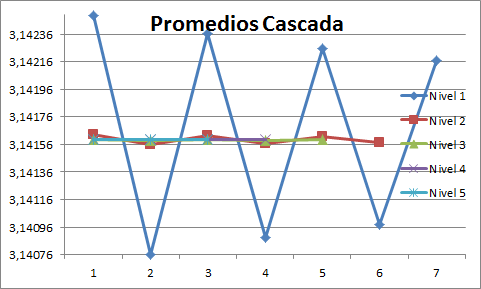 Promedios Cascada
3,14236
3,14216
3,14196
3,14176
3,14156
3,14136
3,14116
3,14096
3,14076
1 2 3 4 5 6 7
Nivel 1
Nivel 2
Nivel 3
Nivel 4
Nivel 5